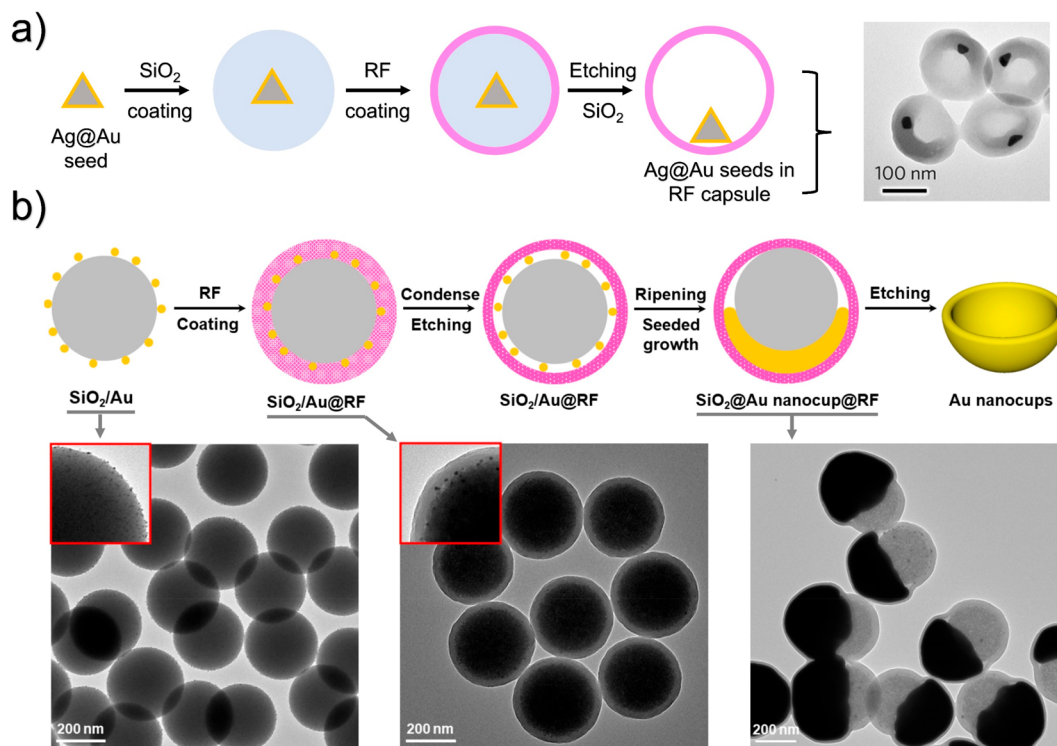 a)
SiO₂
coating
RF
coating
Etching
SiO₂
Ag@Au
seed
Ag@Au seeds in
RF capsule
100 nm
b)
RF
Coating
Condense
Etching
Ripening
Seeded
growth
Etching
SiO₂/Au
SiO₂/Au@RF
SiO₂/Au@RF
SiO₂@Au nanocup@RF
Au nanocups
200 nm
200 nm
200 nm